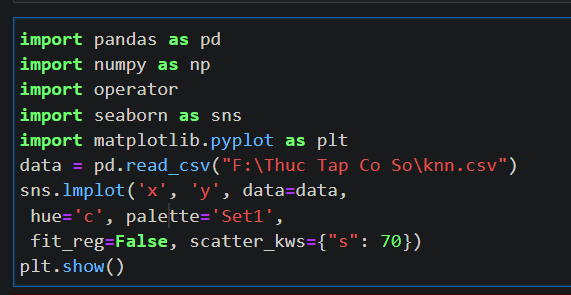 import pandas as pd
import numpy as np
import operator
import seaborn as sns
import matplotlib.pyplot as plt
data = pd.read_csv("F:\Thuc Tap Co So\knn.csv")
sns.lmplot('x', 'y', data=data,
 hue='c', palette='Set1',
 fit_reg=False, scatter_kws={"s": 70})
plt.show()